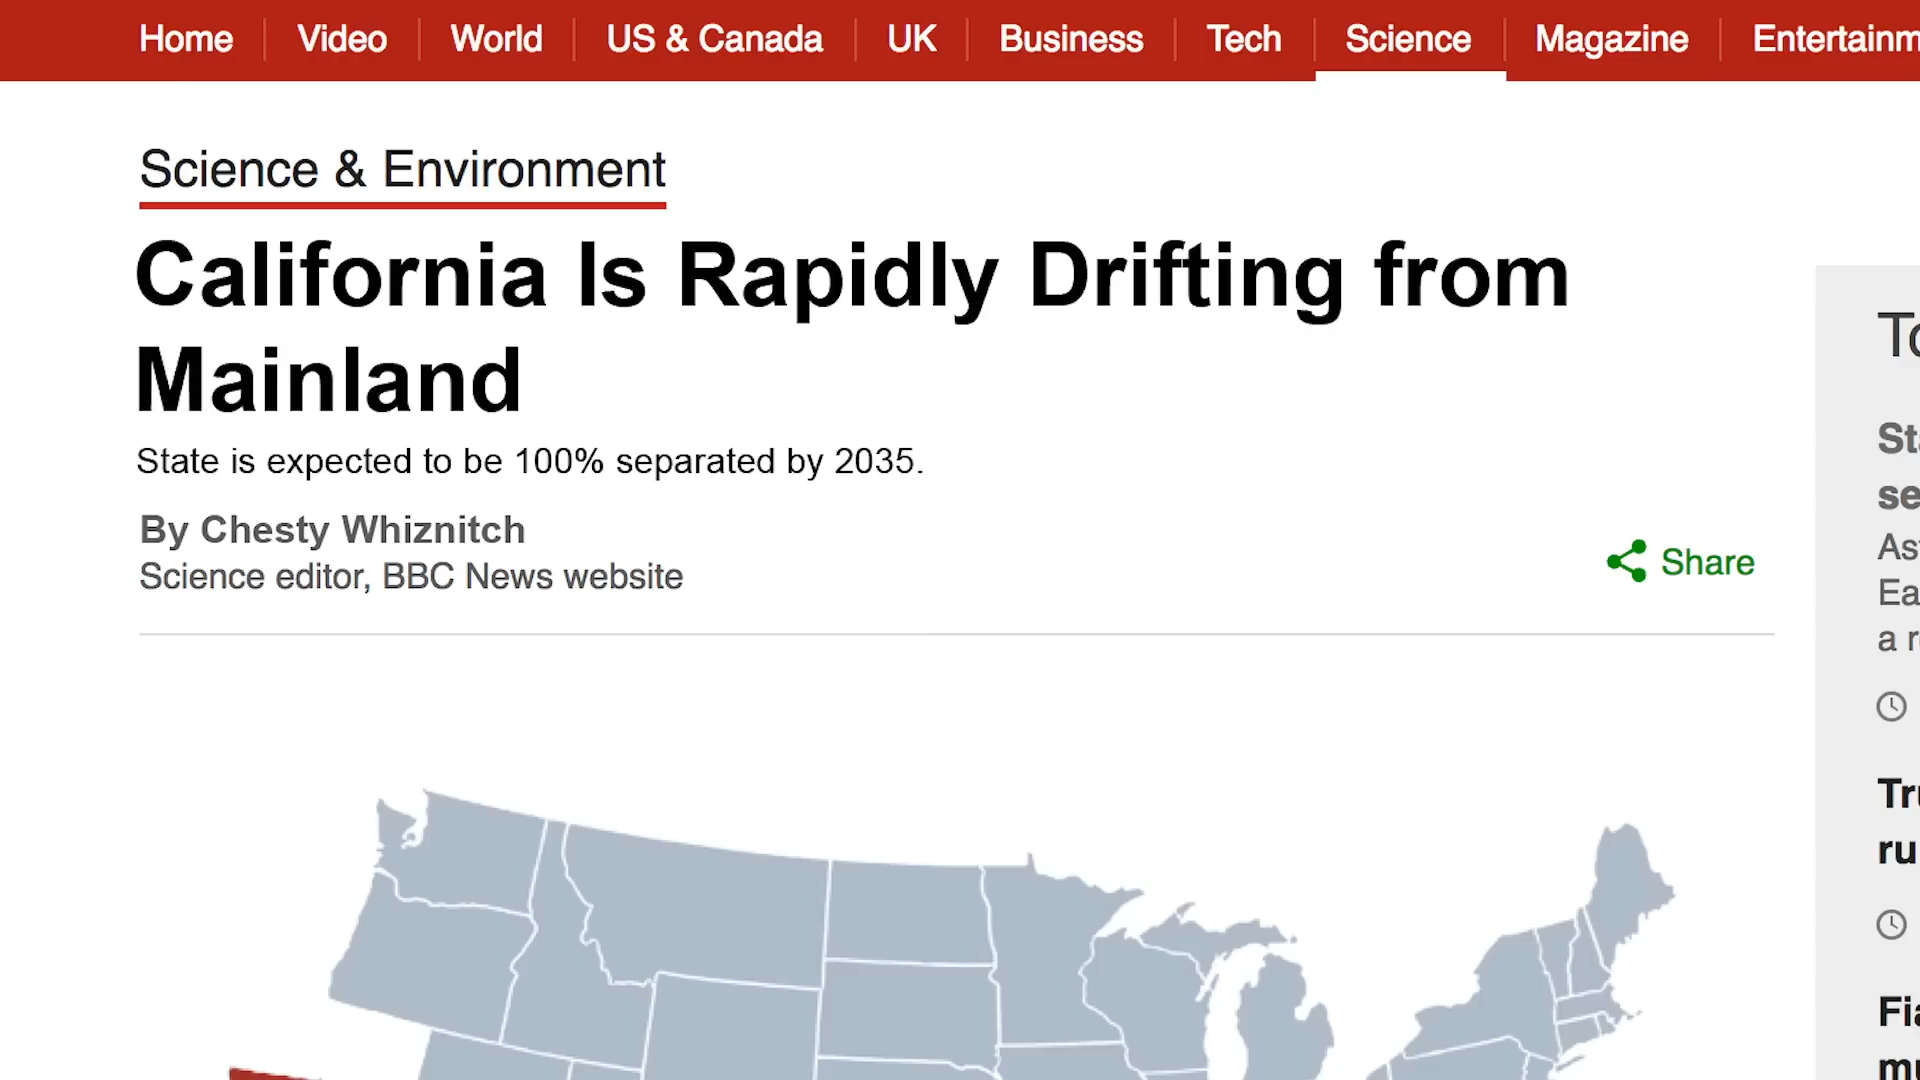 Home Video World US & Canada UK Business Tech Science Magazine
Science & Environment
California Is Rapidly Drifting from
Mainland
State is expected to be 100% separated by 2035.
By Chesty Whiznitch
Science editor, BBC News website
Share